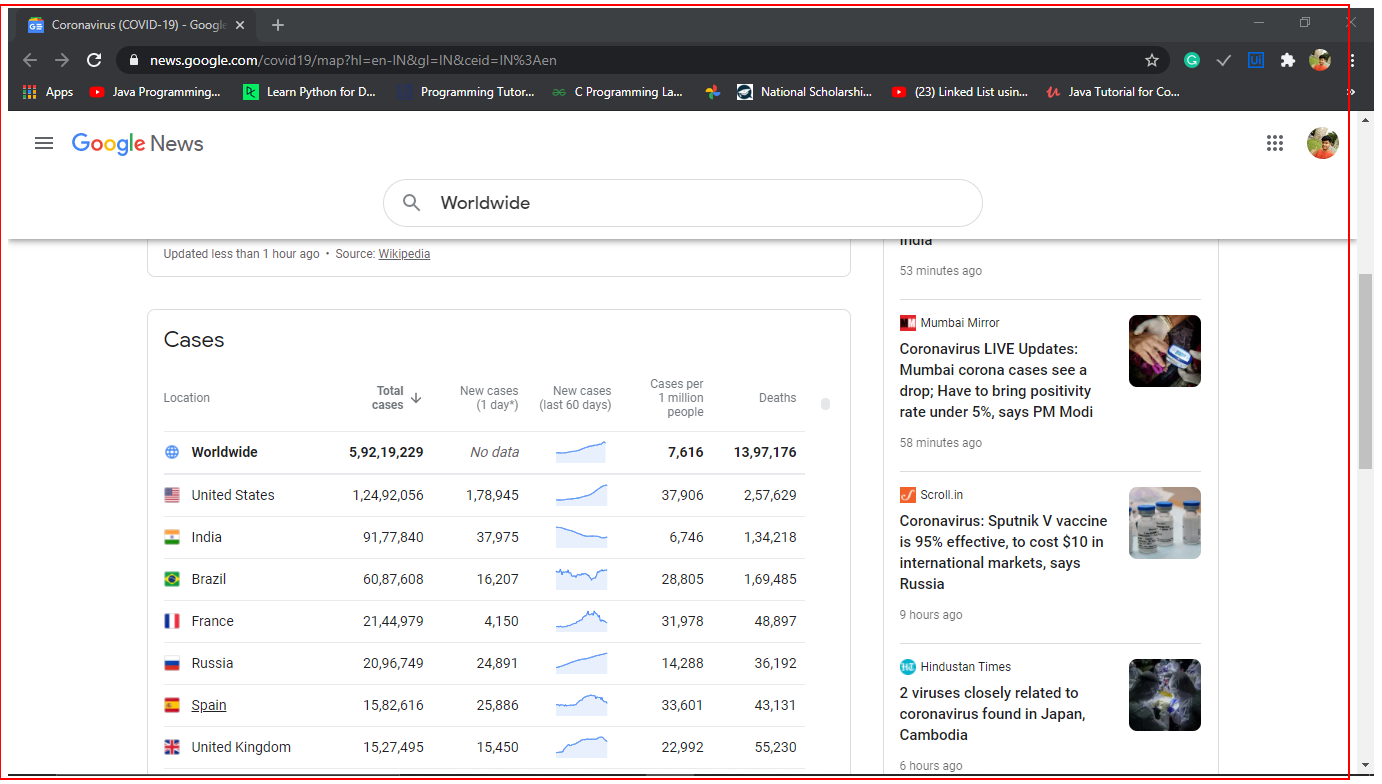 Coronavirus (COVID-19) - Google
news.google.com/covid19/map?hl=en-IN&gl=IN&ceid=IN%3Aen
Apps Java Programming... Learn Python for D... Programming Tutor... C Programming La... National Scholarshi... (23) Linked List usin... Java Tutorial for Co...
Google News
Worldwide
Updated less than 1 hour ago • Source: Wikipedia
Cases
Location Total cases New cases (1 day*) New cases (last 60 days) Cases per 1 million people Deaths
Worldwide 5,92,19,229 No data 7,616 13,97,176
United States 1,24,92,056 1,78,945 37,906 2,57,629
India 91,77,840 37,975 6,746 1,34,218
Brazil 60,87,608 16,207 28,805 1,69,485
France 21,44,979 4,150 31,978 48,897
Russia 20,96,749 24,891 14,288 36,192
Spain 15,82,616 25,886 33,601 43,131
United Kingdom 15,27,495 15,450 22,992 55,230
India
53 minutes ago
Mumbai Mirror
Coronavirus LIVE Updates:
Mumbai corona cases see a
drop; Have to bring positivity
rate under 5%, says PM Modi
58 minutes ago
Scroll.in
Coronavirus: Sputnik V vaccine
is 95% effective, to cost $10 in
international markets, says
Russia
9 hours ago
Hindustan Times
2 viruses closely related to
coronavirus found in Japan,
Cambodia
6 hours ago